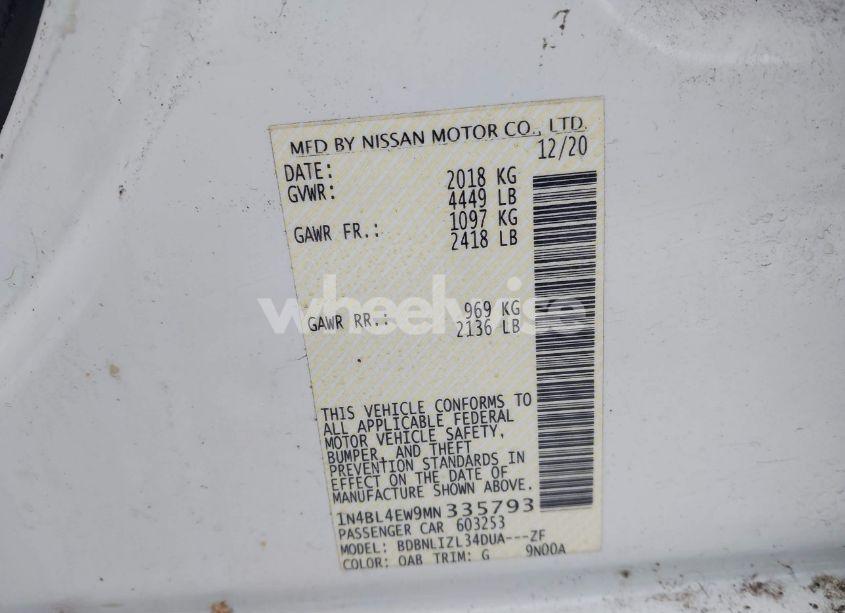 MFD BY NISSAN MOTOR CO., LTD.
DATE: 12/20
GVWR: 2018 KG
4449 LB
GAWR FR.: 1097 KG
2418 LB
wheelwise
GAWR RR.: 969 KG
2136 LB
THIS VEHICLE CONFORMS TO
ALL APPLICABLE FEDERAL
MOTOR VEHICLE SAFETY,
BUMPER, AND THEFT
PREVENTION STANDARDS IN
EFFECT ON THE DATE OF
MANUFACTURE SHOWN ABOVE.
1N4BL4EW9MN 335793
PASSENGER CAR 603253
MODEL: BDBNLIZL34DUA---ZF
COLOR: QAB TRIM: G 9N00A